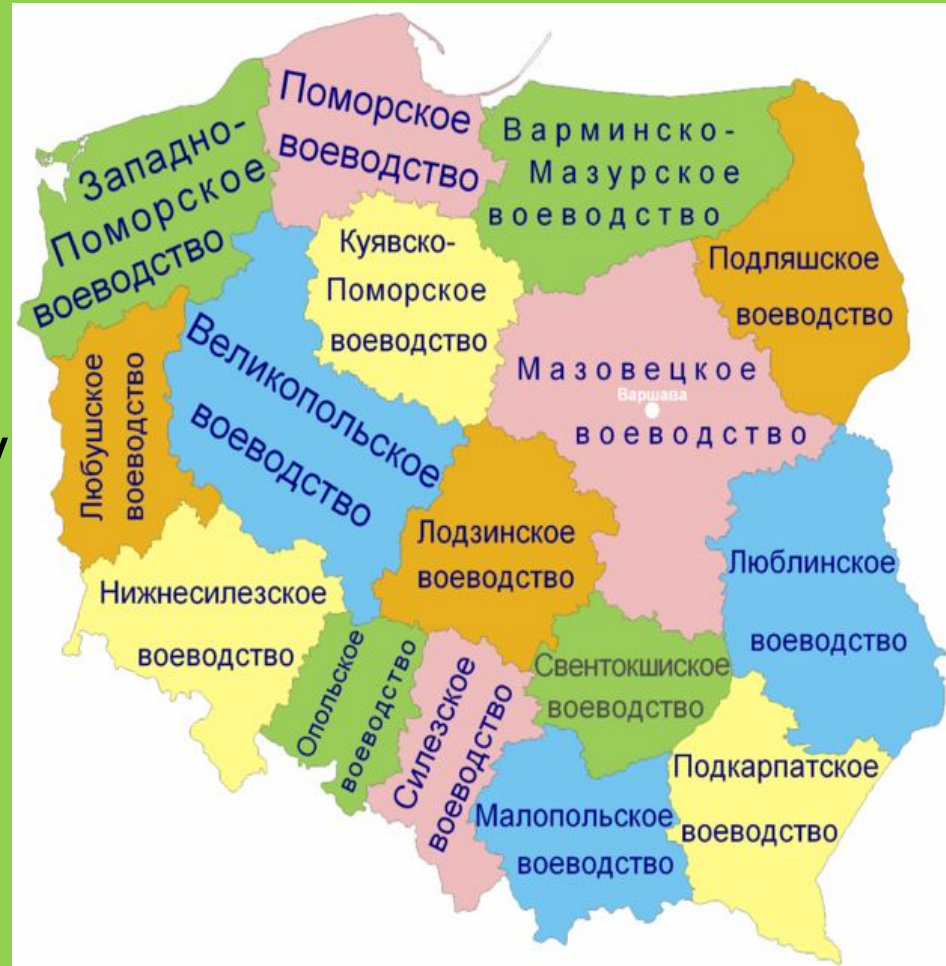 Западно-
Поморское
воеводство
Поморское
воеводство
Варминско-
Мазурское
воеводство
Подляшское
воеводство
Куявско-
Поморское
воеводство
Великопольское
воеводство
Любушское
воеводство
Мазовецкое
Варшава
воеводство
Лодзинское
воеводство
Люблинское
воеводство
Нижнесилезское
воеводство
Опольское
воеводство
Силезское
воеводство
Свентокшиское
воеводство
Малопольское
воеводство
Подкарпатское
воеводство